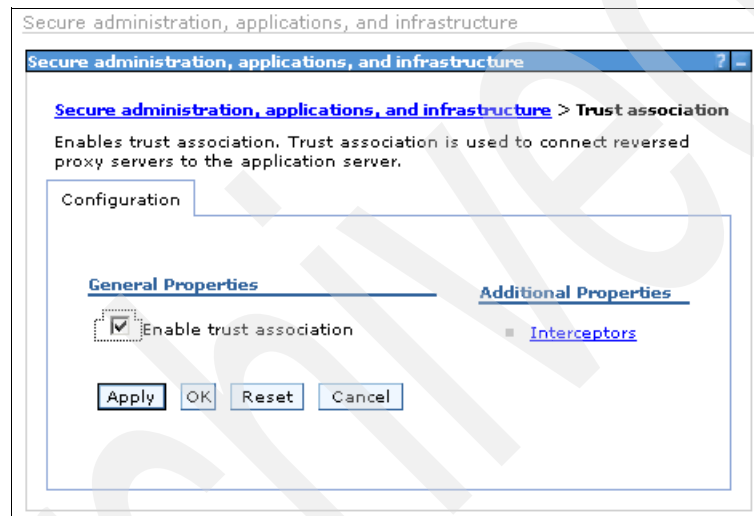 Secure administration, applications, and infrastructure
Secure administration, applications, and infrastructure ? -
Secure administration, applications, and infrastructure > Trust association
Enables trust association. Trust association is used to connect reversed
proxy servers to the application server.
Configuration
General Properties
Additional Properties
Enable trust association
Interceptors
Apply OK Reset Cancel